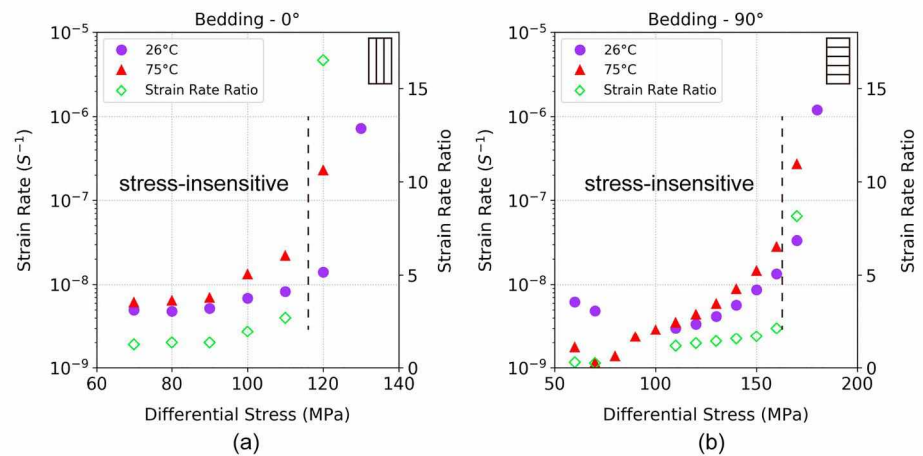 Bedding - 0°
Strain Rate (S⁻¹)
10⁻⁵
10⁻⁶
10⁻⁷
10⁻⁸
10⁻⁹
26°C
75°C
Strain Rate Ratio
stress-insensitive
15
10
5
0
Strain Rate Ratio
60 80 100 120 140
Differential Stress (MPa)
(a)
Bedding - 90°
Strain Rate (S⁻¹)
10⁻⁵
10⁻⁶
10⁻⁷
10⁻⁸
10⁻⁹
26°C
75°C
Strain Rate Ratio
stress-insensitive
15
10
5
0
Strain Rate Ratio
50 100 150 200
Differential Stress (MPa)
(b)